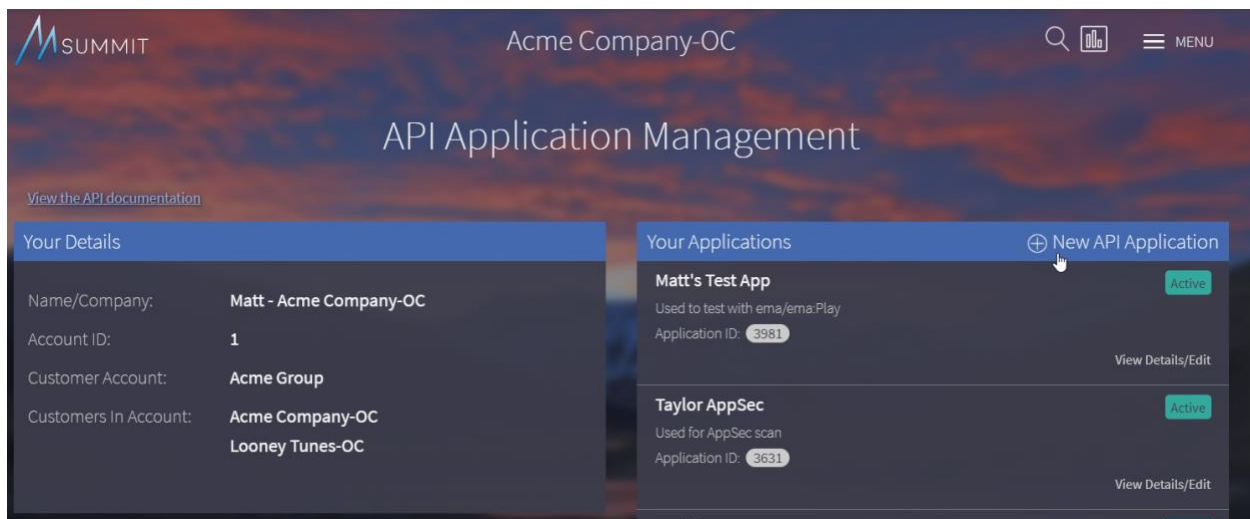 SUMMIT
Acme Company-OC
MENU
API Application Management
View the API documentation
Your Details
Name/Company: Matt - Acme Company-OC
Account ID: 1
Customer Account: Acme Group
Customers In Account: Acme Company-OC
Looney Tunes-OC
Your Applications
New API Application
Matt's Test App
Active
Used to test with ema/ema:Play
Application ID: 3981
View Details/Edit
Taylor AppSec
Active
Used for AppSec scan
Application ID: 3631
View Details/Edit